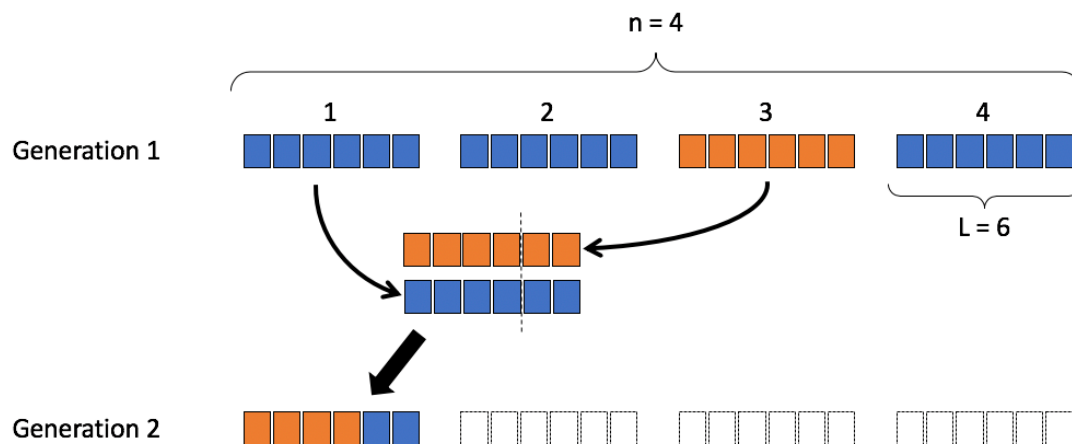 n = 4
1 2 3 4
Generation 1
L = 6
Generation 2